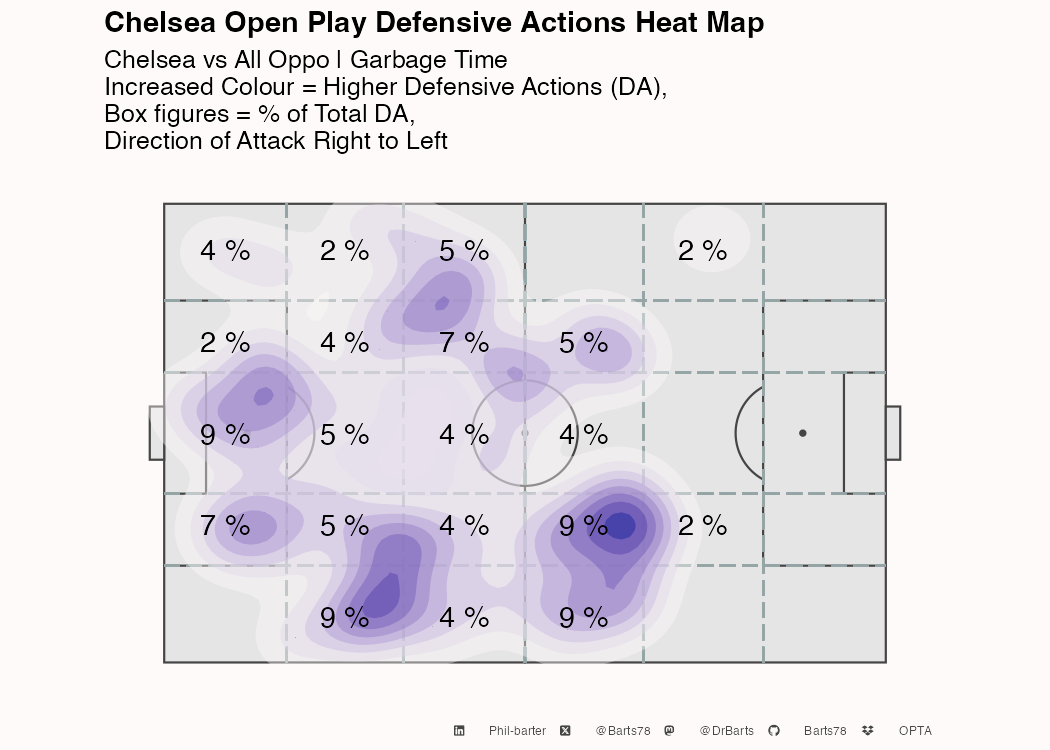 Chelsea Open Play Defensive Actions Heat Map
Chelsea vs All Oppo | Garbage Time
Increased Colour = Higher Defensive Actions (DA),
Box figures = % of Total DA,
Direction of Attack Right to Left
4 % 2 % 5 % 2 %
2 % 4 % 7 % 5 %
9 % 5 % 4 % 4 %
7 % 5 % 4 % 9 % 2 %
9 % 4 % 9 %
Phil-barter @Barts78 @DrBarts Barts78 OPTA